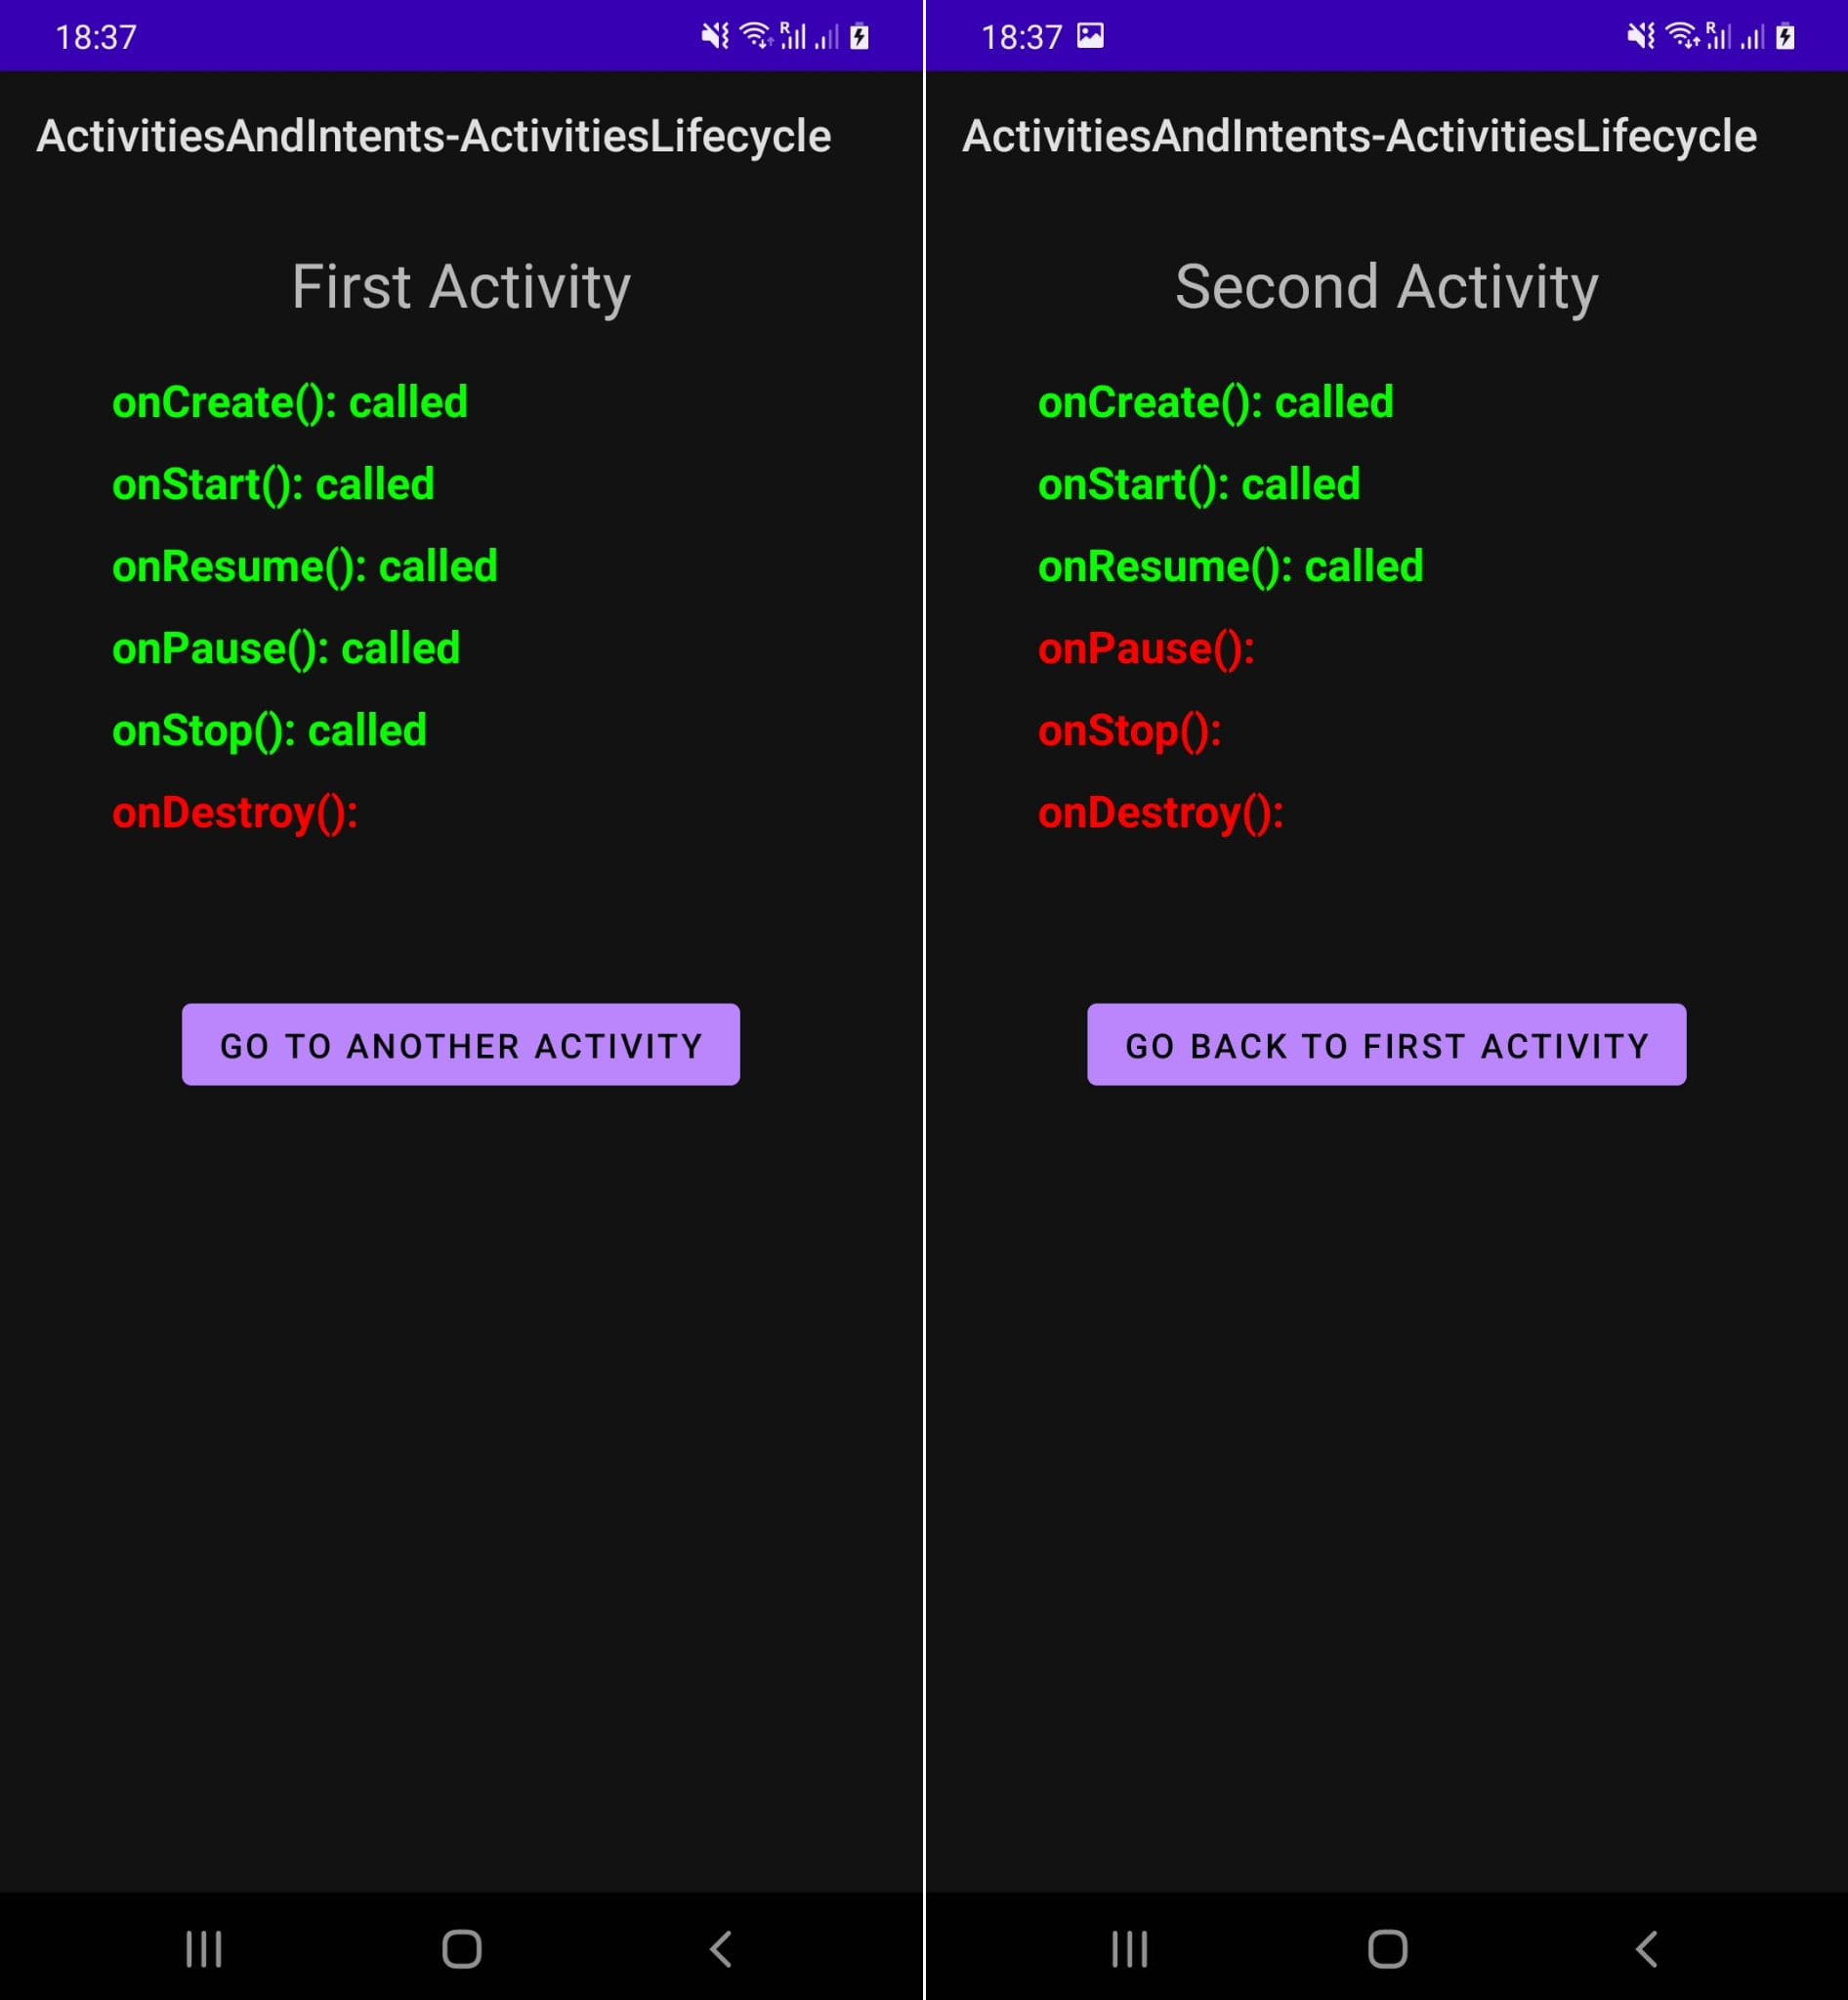 18:37
ActivitiesAndIntents-ActivitiesLifecycle
First Activity
onCreate(): called
onStart(): called
onResume(): called
onPause(): called
onStop(): called
onDestroy():
GO TO ANOTHER ACTIVITY
18:37
ActivitiesAndIntents-ActivitiesLifecycle
Second Activity
onCreate(): called
onStart(): called
onResume(): called
onPause():
onStop():
onDestroy():
GO BACK TO FIRST ACTIVITY